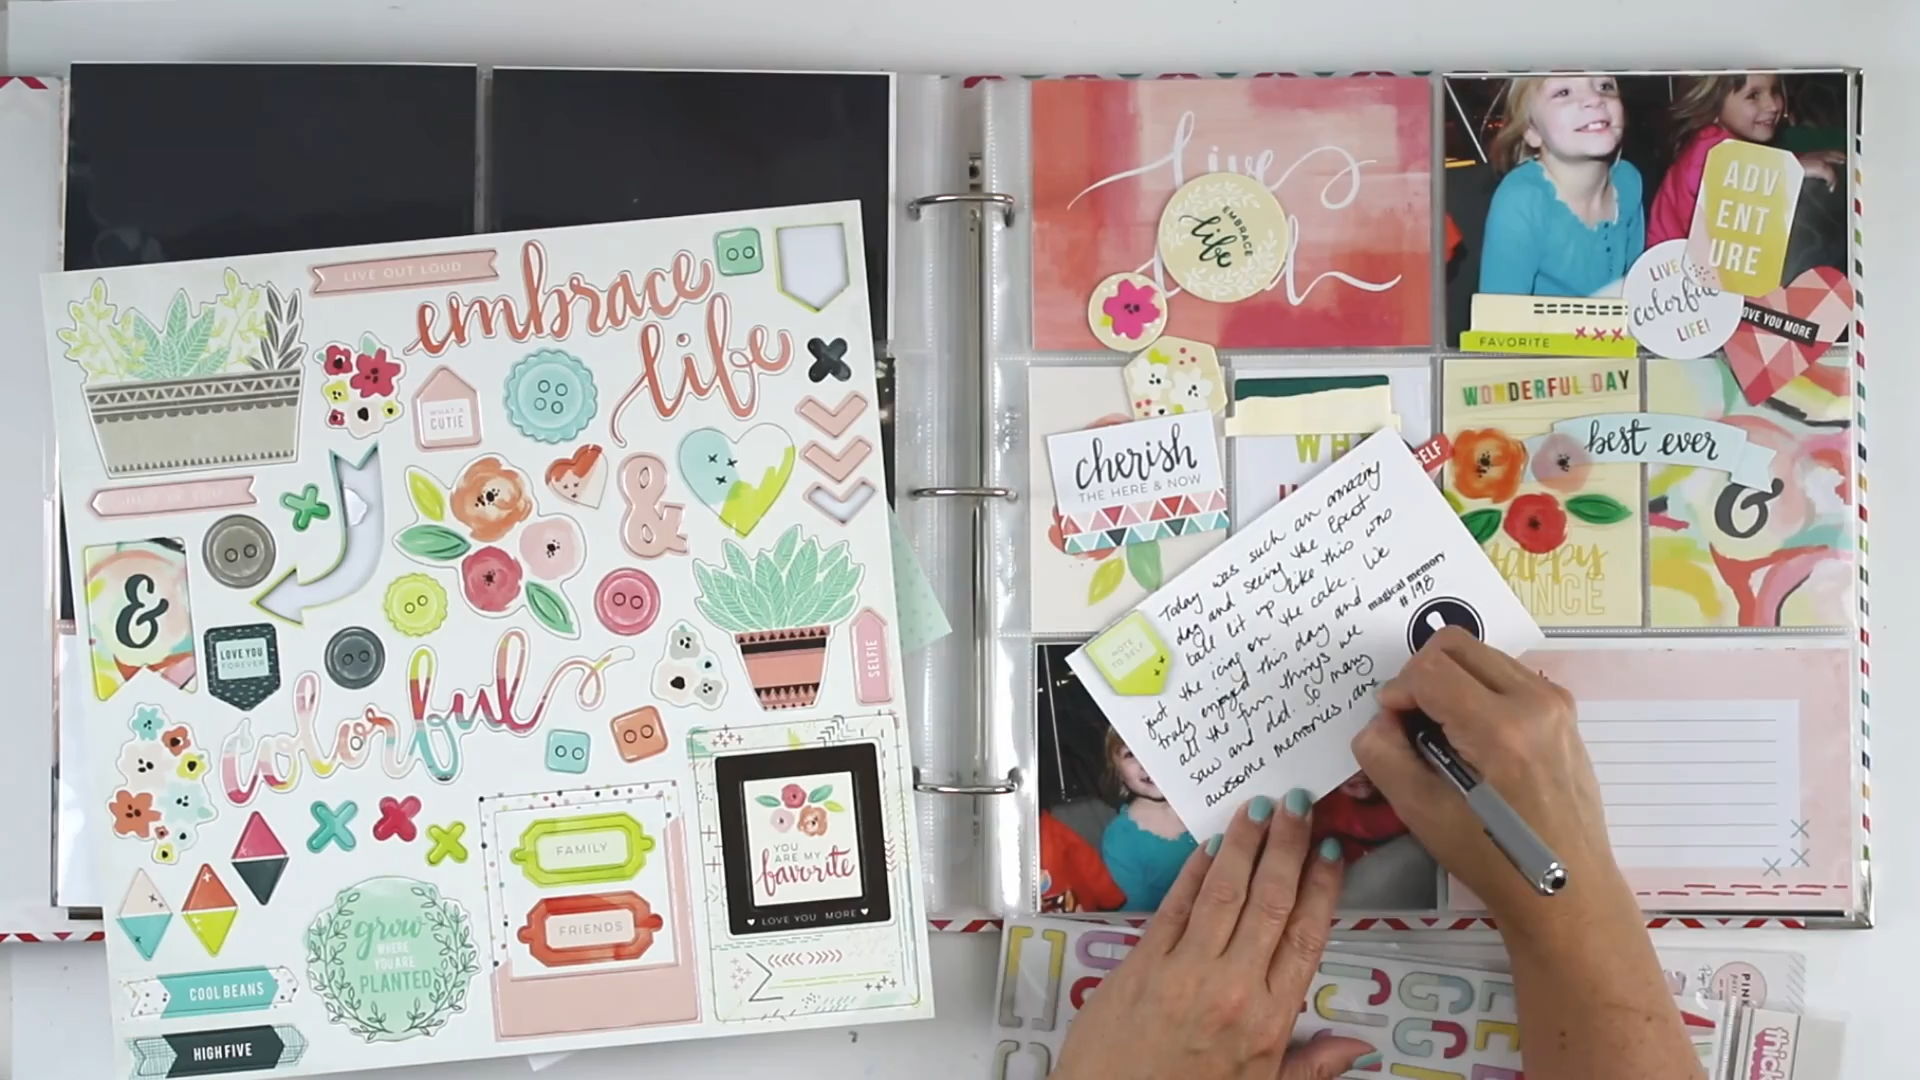 LIVE OUT LOUD
embrace
life
WHAT A
CUTIE
&
&
LOVE YOU
FOREVER
SELFIE
colorful
FAMILY
FRIENDS
YOU
ARE MY
favorite
LOVE YOU MORE
grow
WHERE
YOU ARE
PLANTED
COOL BEANS
HIGH FIVE
live
EMBRACE
life
ADV
ENT
URE
LIVE
colorful
LIFE!
OVE YOU MORE
FAVORITE
cherish
THE HERE & NOW
SELF
WONDERFUL DAY
best ever
&
happy
NOTE
TO SELF
Today was such an amazing
day and seeing the Epcot
ball lit up like this was
just the icing on the cake. We
truly enjoyed this day and
all the fun things we
saw and did. So many
awesome memories, and
magical memory
#198
PINK
thick